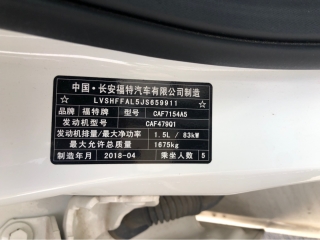 中国·长安福特汽车有限公司制造
☆ LVSHFFAL5JS659911 ☆
品牌 福特牌 型号 CAF7154A5
发动机型号 CAF479Q1
发动机排量/最大净功率 1.5L / 83kW
最大允许总质量 1675kg
制造年月 2018-04 乘坐人数 5